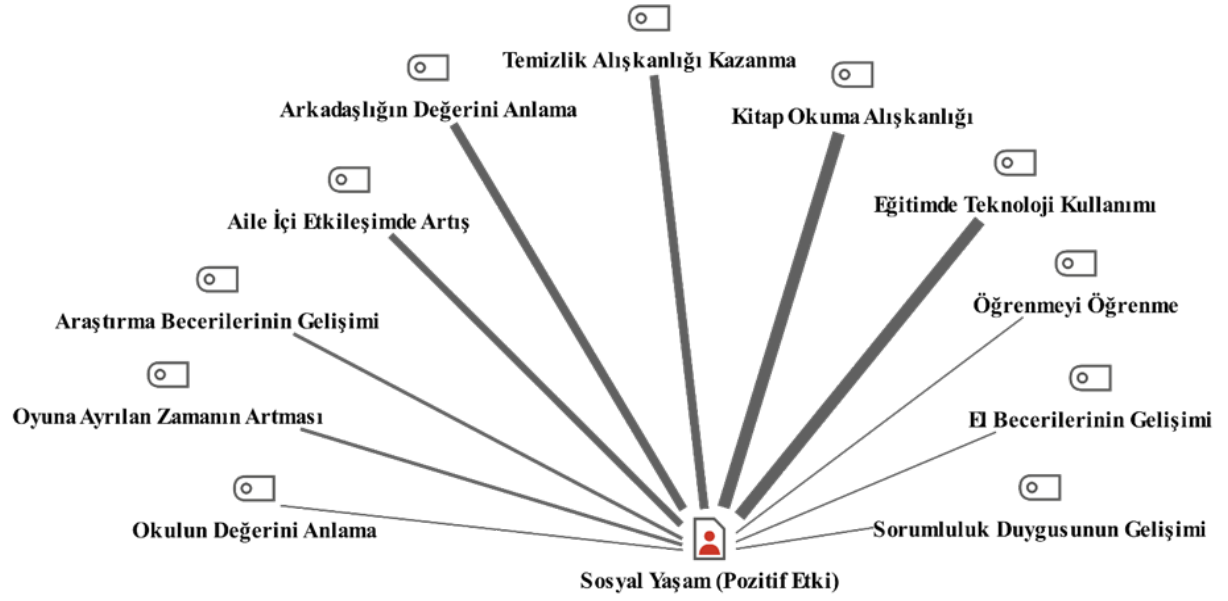 Temizlik Alışkanlığı Kazanma
Arkadaşlığın Değerini Anlama
Kitap Okuma Alışkanlığı
Aile İçi Etkileşimde Artış
Eğitimde Teknoloji Kullanımı
Araştırma Becerilerinin Gelişimi
Öğrenmeyi Öğrenme
Oyuna Ayrılan Zamanın Artması
El Becerilerinin Gelişimi
Okulun Değerini Anlama
Sorumluluk Duygusunun Gelişimi
Sosyal Yaşam (Pozitif Etki)